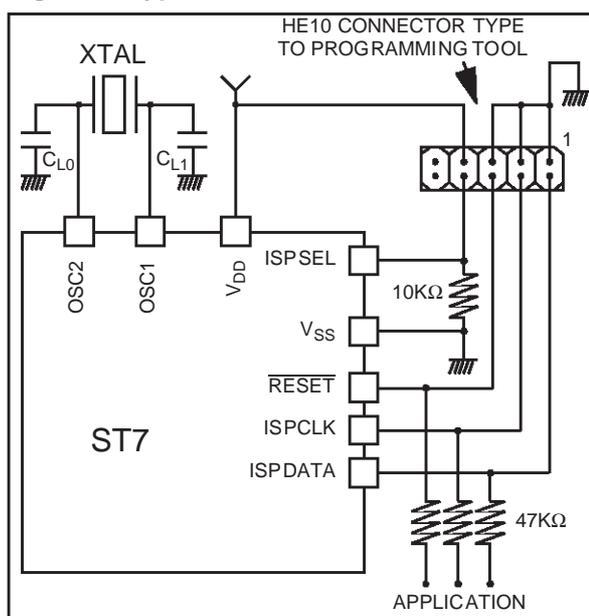 HE10 CONNECTOR TYPE
TO PROGRAMMING TOOL
XTAL
1
CL0
CL1
ISPSEL
OSC2
OSC1
VDD
10KΩ
VSS
RESET
ST7
ISPCLK
ISPDATA
47KΩ
APPLICATION